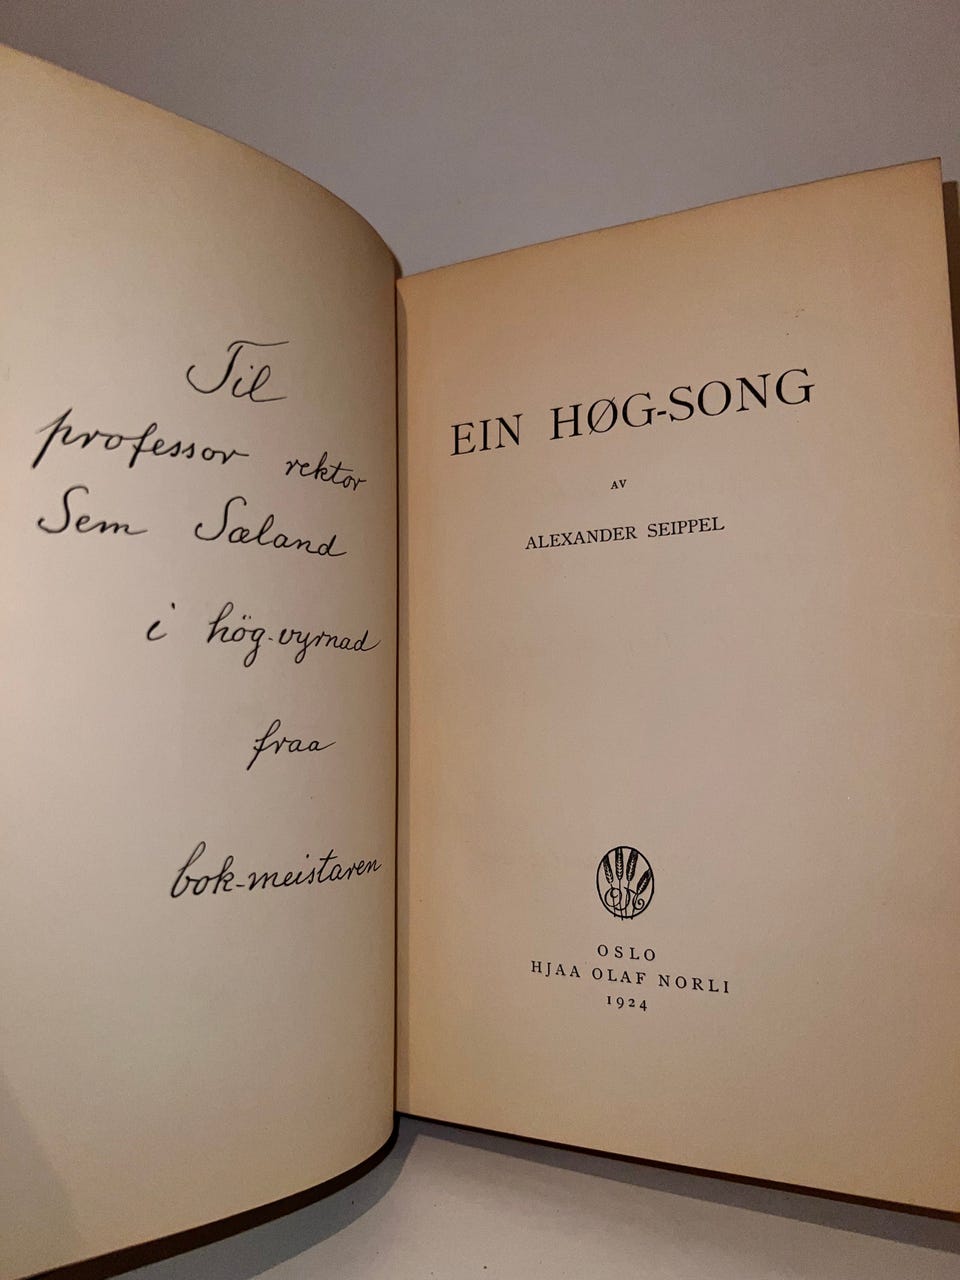 Til
professor rektor
Sem Sæland
i hög-vyrnad
fraa
bok-meistaren
EIN HØG-SONG
AV
ALEXANDER SEIPPEL
OSLO
HJAA OLAF NORLI
1924